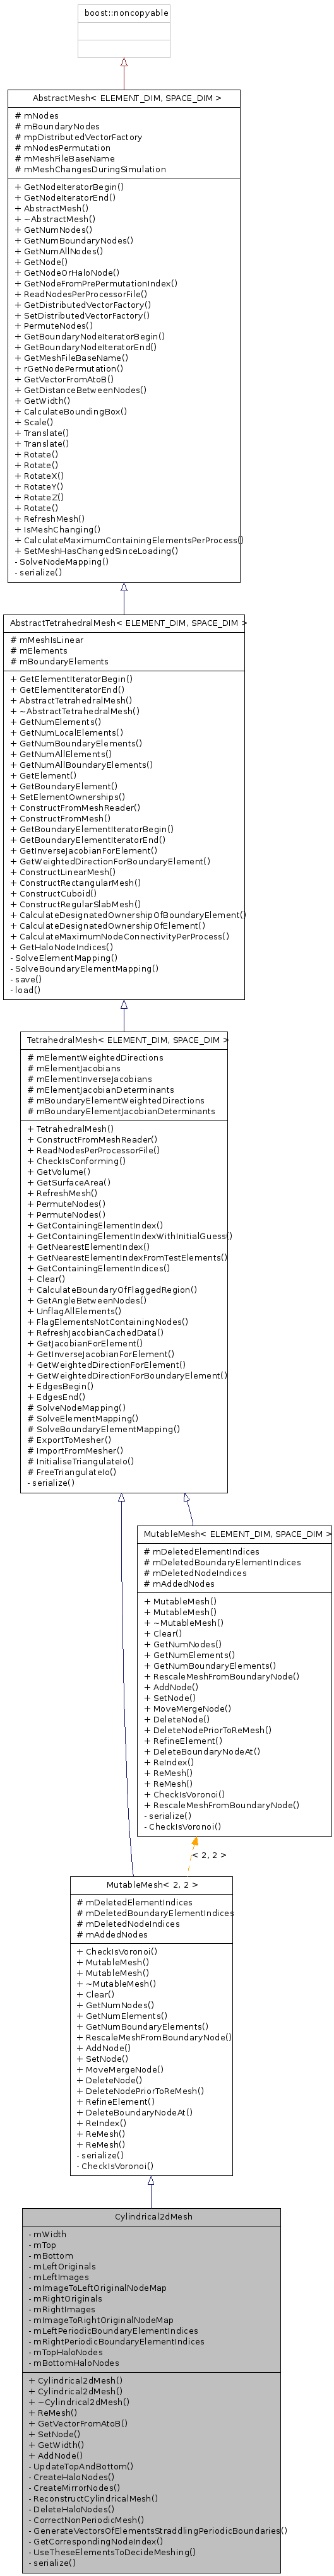 boost::noncopyable
AbstractMesh< ELEMENT_DIM, SPACE_DIM >
# mNodes
# mBoundaryNodes
# mpDistributedVectorFactory
# mNodesPermutation
# mMeshFileBaseName
# mMeshChangesDuringSimulation
+ GetNodeIteratorBegin()
+ GetNodeIteratorEnd()
+ AbstractMesh()
+ ~AbstractMesh()
+ GetNumNodes()
+ GetNumBoundaryNodes()
+ GetNumAllNodes()
+ GetNode()
+ GetNodeOrHaloNode()
+ GetNodeFromPrePermutationIndex()
+ ReadNodesPerProcessorFile()
+ GetDistributedVectorFactory()
+ SetDistributedVectorFactory()
+ PermuteNodes()
+ GetBoundaryNodeIteratorBegin()
+ GetBoundaryNodeIteratorEnd()
+ GetMeshFileBaseName()
+ rGetNodePermutation()
+ GetVectorFromAtoB()
+ GetDistanceBetweenNodes()
+ GetWidth()
+ CalculateBoundingBox()
+ Scale()
+ Translate()
+ Translate()
+ Rotate()
+ Rotate()
+ RotateX()
+ RotateY()
+ RotateZ()
+ Rotate()
+ RefreshMesh()
+ IsMeshChanging()
+ CalculateMaximumContainingElementsPerProcess()
+ SetMeshHasChangedSinceLoading()
- SolveNodeMapping()
- serialize()
AbstractTetrahedralMesh< ELEMENT_DIM, SPACE_DIM >
# mMeshIsLinear
# mElements
# mBoundaryElements
+ GetElementIteratorBegin()
+ GetElementIteratorEnd()
+ AbstractTetrahedralMesh()
+ ~AbstractTetrahedralMesh()
+ GetNumElements()
+ GetNumLocalElements()
+ GetNumBoundaryElements()
+ GetNumAllElements()
+ GetNumAllBoundaryElements()
+ GetElement()
+ GetBoundaryElement()
+ SetElementOwnerships()
+ ConstructFromMeshReader()
+ ConstructFromMesh()
+ GetBoundaryElementIteratorBegin()
+ GetBoundaryElementIteratorEnd()
+ GetInverseJacobianForElement()
+ GetWeightedDirectionForBoundaryElement()
+ ConstructLinearMesh()
+ ConstructRectangularMesh()
+ ConstructCuboid()
+ ConstructRegularSlabMesh()
+ CalculateDesignatedOwnershipOfBoundaryElement()
+ CalculateDesignatedOwnershipOfElement()
+ CalculateMaximumNodeConnectivityPerProcess()
+ GetHaloNodeIndices()
- SolveElementMapping()
- SolveBoundaryElementMapping()
- save()
- load()
TetrahedralMesh< ELEMENT_DIM, SPACE_DIM >
# mElementWeightedDirections
# mElementJacobians
# mElementInverseJacobians
# mElementJacobianDeterminants
# mBoundaryElementWeightedDirections
# mBoundaryElementJacobianDeterminants
+ TetrahedralMesh()
+ ConstructFromMeshReader()
+ ReadNodesPerProcessorFile()
+ CheckIsConforming()
+ GetVolume()
+ GetSurfaceArea()
+ RefreshMesh()
+ PermuteNodes()
+ PermuteNodes()
+ GetContainingElementIndex()
+ GetContainingElementIndexWithInitialGuess()
+ GetNearestElementIndex()
+ GetNearestElementIndexFromTestElements()
+ GetContainingElementIndices()
+ Clear()
+ CalculateBoundaryOfFlaggedRegion()
+ GetAngleBetweenNodes()
+ UnflagAllElements()
+ FlagElementsNotContainingNodes()
+ RefreshJacobianCachedData()
+ GetJacobianForElement()
+ GetInverseJacobianForElement()
+ GetWeightedDirectionForElement()
+ GetWeightedDirectionForBoundaryElement()
+ EdgesBegin()
+ EdgesEnd()
# SolveNodeMapping()
# SolveElementMapping()
# SolveBoundaryElementMapping()
# ExportToMesher()
# ImportFromMesher()
# InitialiseTriangulateIo()
# FreeTriangulateIo()
- serialize()
MutableMesh< ELEMENT_DIM, SPACE_DIM >
# mDeletedElementIndices
# mDeletedBoundaryElementIndices
# mDeletedNodeIndices
# mAddedNodes
+ MutableMesh()
+ MutableMesh()
+ ~MutableMesh()
+ Clear()
+ GetNumNodes()
+ GetNumElements()
+ GetNumBoundaryElements()
+ RescaleMeshFromBoundaryNode()
+ AddNode()
+ SetNode()
+ MoveMergeNode()
+ DeleteNode()
+ DeleteNodePriorToReMesh()
+ RefineElement()
+ DeleteBoundaryNodeAt()
+ ReIndex()
+ ReMesh()
+ ReMesh()
+ CheckIsVoronoi()
+ RescaleMeshFromBoundaryNode()
- serialize()
- CheckIsVoronoi()
< 2, 2 >
MutableMesh< 2, 2 >
# mDeletedElementIndices
# mDeletedBoundaryElementIndices
# mDeletedNodeIndices
# mAddedNodes
+ CheckIsVoronoi()
+ MutableMesh()
+ MutableMesh()
+ ~MutableMesh()
+ Clear()
+ GetNumNodes()
+ GetNumElements()
+ GetNumBoundaryElements()
+ RescaleMeshFromBoundaryNode()
+ AddNode()
+ SetNode()
+ MoveMergeNode()
+ DeleteNode()
+ DeleteNodePriorToReMesh()
+ RefineElement()
+ DeleteBoundaryNodeAt()
+ ReIndex()
+ ReMesh()
+ ReMesh()
- serialize()
- CheckIsVoronoi()
Cylindrical2dMesh
- mWidth
- mTop
- mBottom
- mLeftOriginals
- mLeftImages
- mImageToLeftOriginalNodeMap
- mRightOriginals
- mRightImages
- mImageToRightOriginalNodeMap
- mLeftPeriodicBoundaryElementIndices
- mRightPeriodicBoundaryElementIndices
- mTopHaloNodes
- mBottomHaloNodes
+ Cylindrical2dMesh()
+ Cylindrical2dMesh()
+ ~Cylindrical2dMesh()
+ ReMesh()
+ GetVectorFromAtoB()
+ SetNode()
+ GetWidth()
+ AddNode()
- UpdateTopAndBottom()
- CreateHaloNodes()
- CreateMirrorNodes()
- ReconstructCylindricalMesh()
- DeleteHaloNodes()
- CorrectNonPeriodicMesh()
- GenerateVectorsOfElementsStraddlingPeriodicBoundaries()
- GetCorrespondingNodeIndex()
- UseTheseElementsToDecideMeshing()
- serialize()